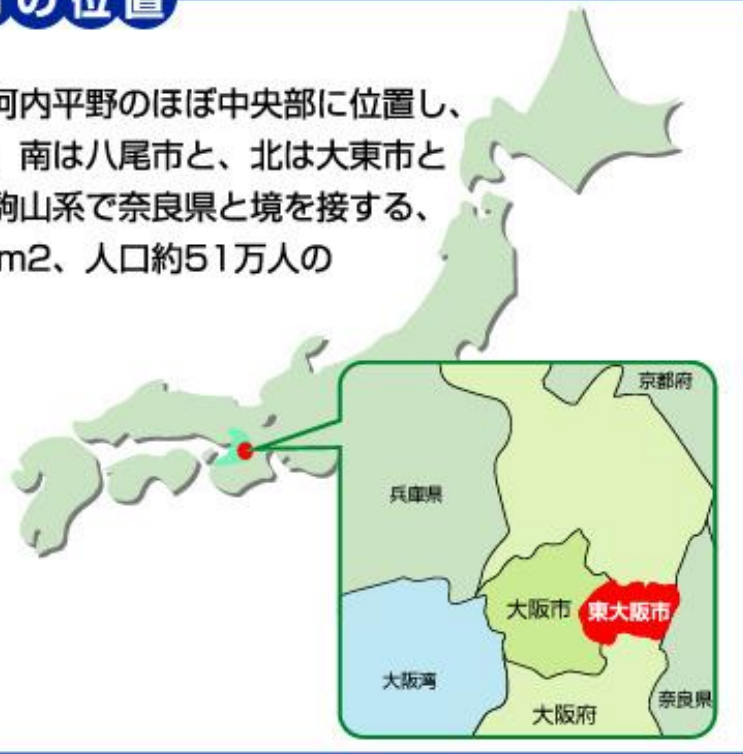 の位置
河内平野のほぼ中央部に位置し、
南は八尾市と、北は大東市と
駒山系で奈良県と境を接する、
m2、人口約51万人の
京都府
兵庫県
大阪市
東大阪市
大阪湾
奈良県
大阪府